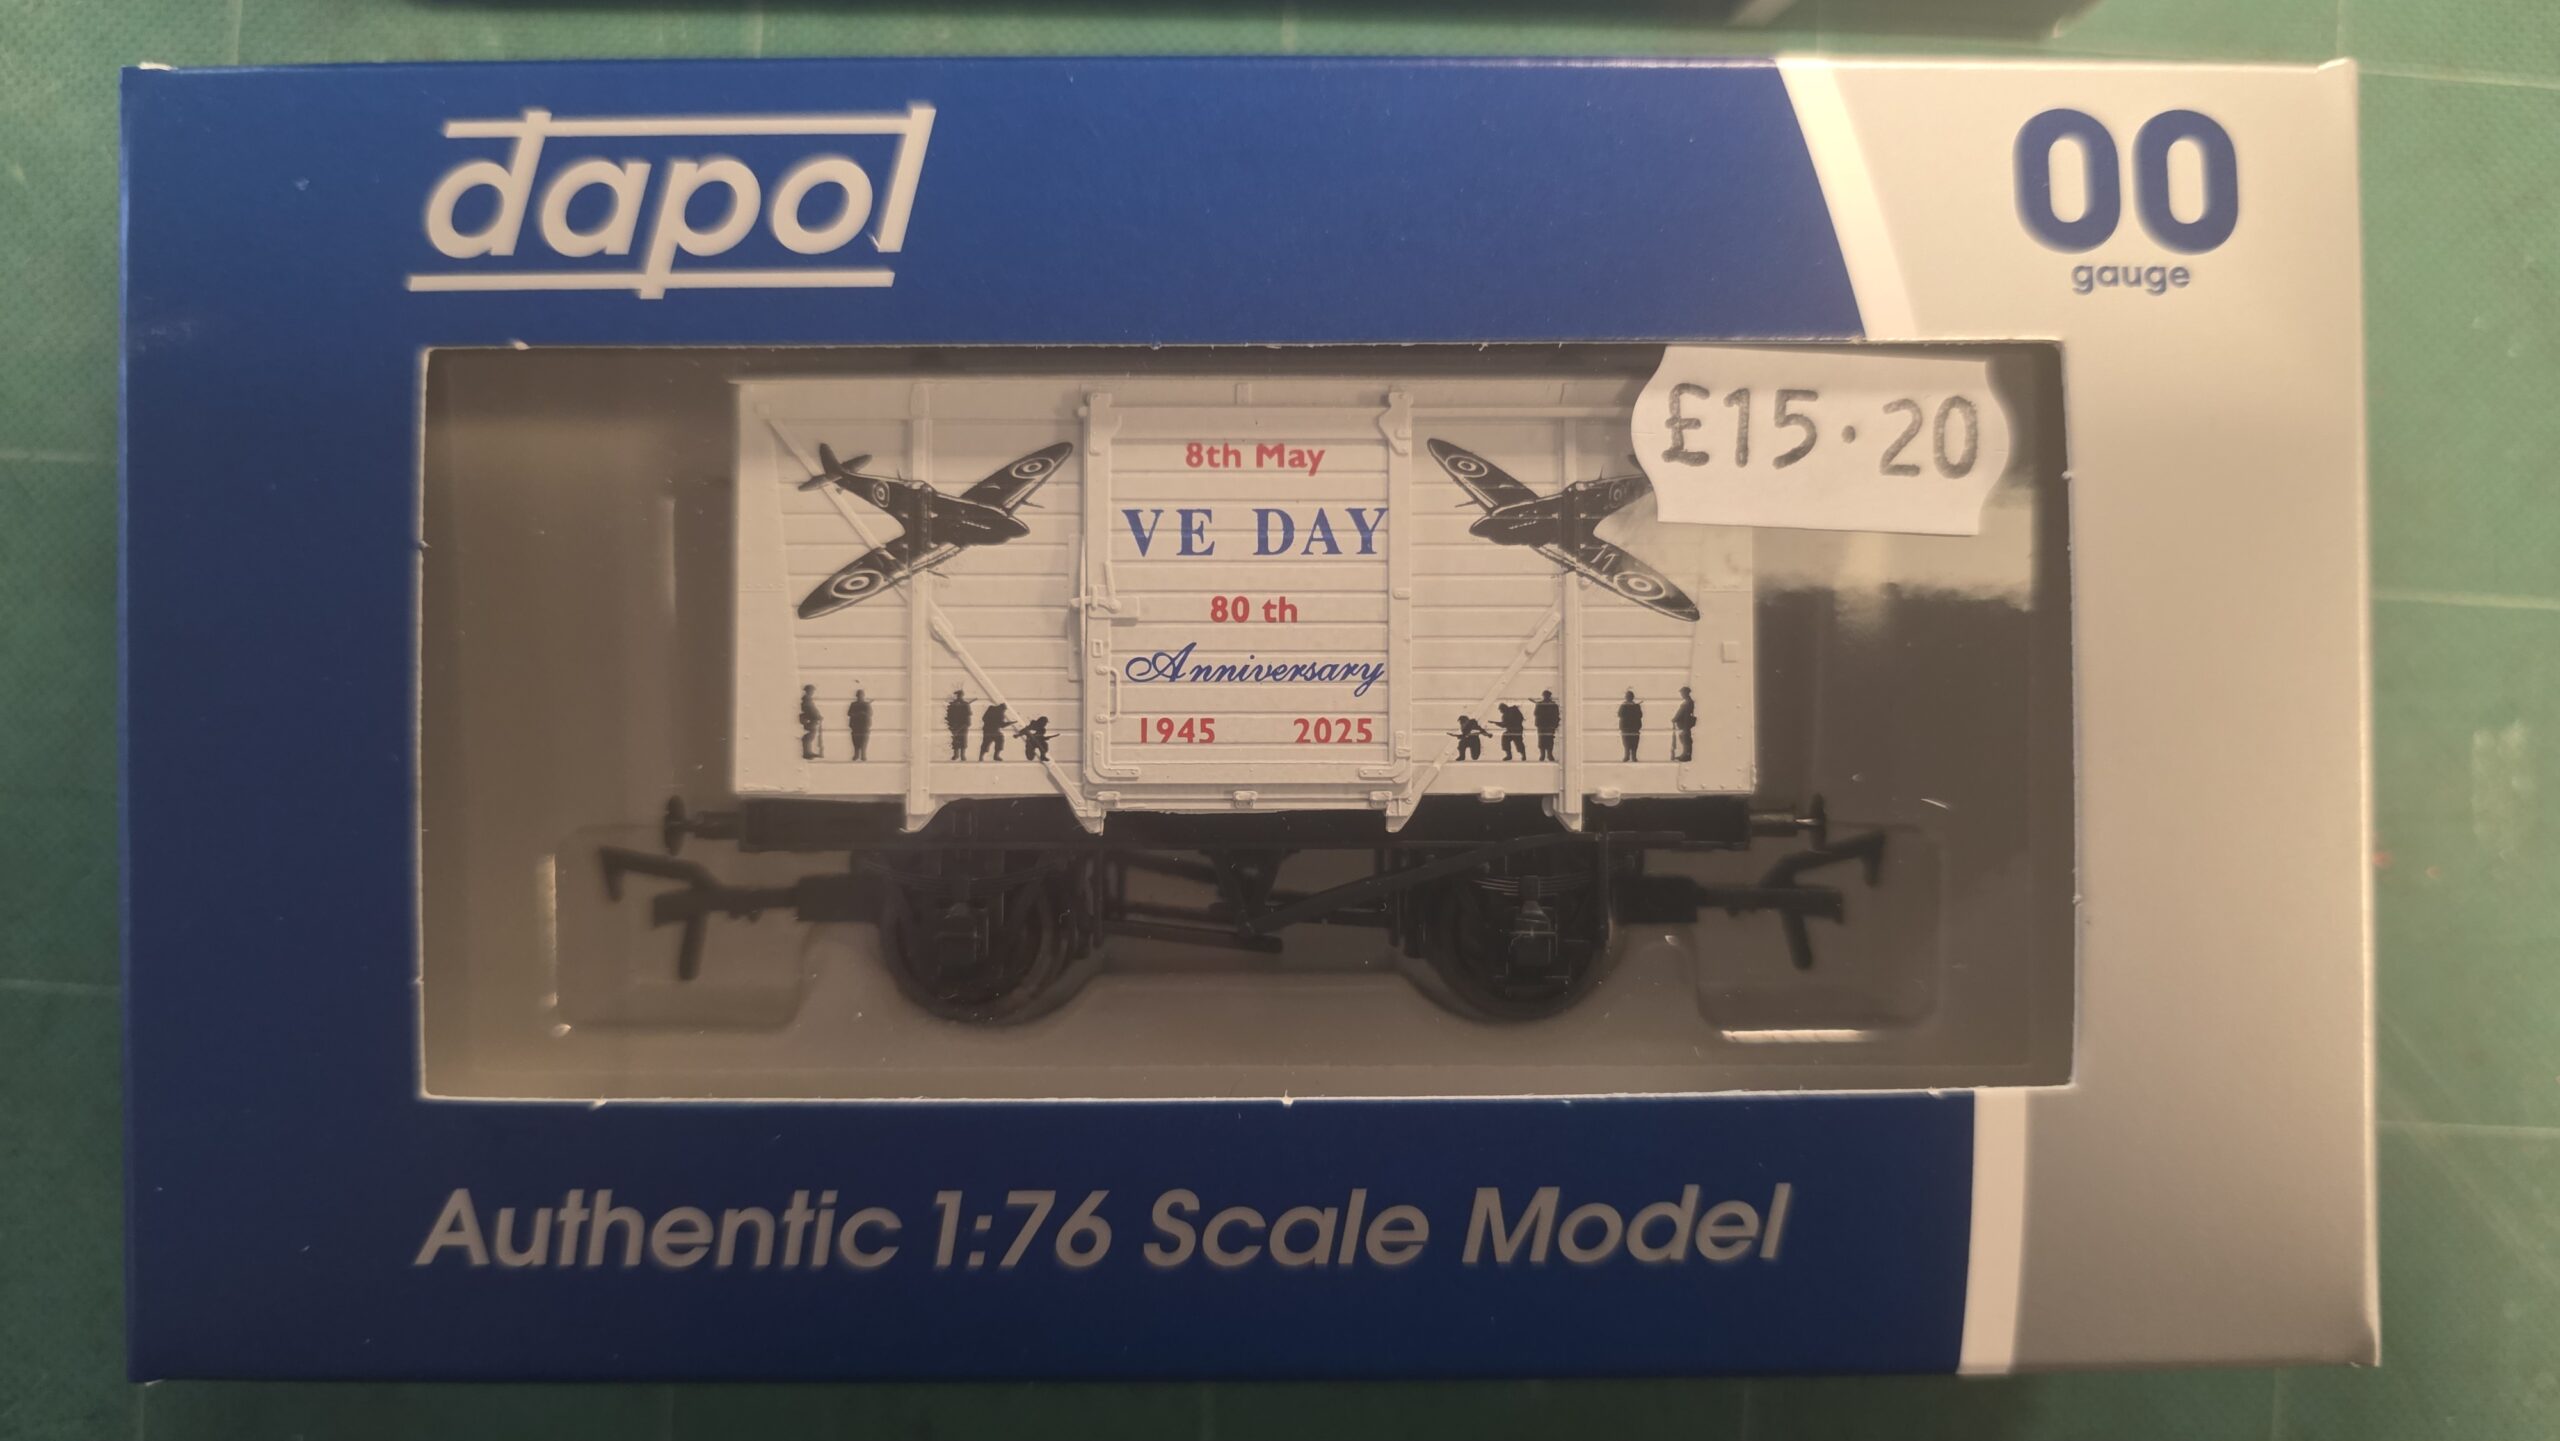 dapol
00
gauge
£15.20
8th May
VE DAY
80 th
Anniversary
1945 2025
Authentic 1:76 Scale Model